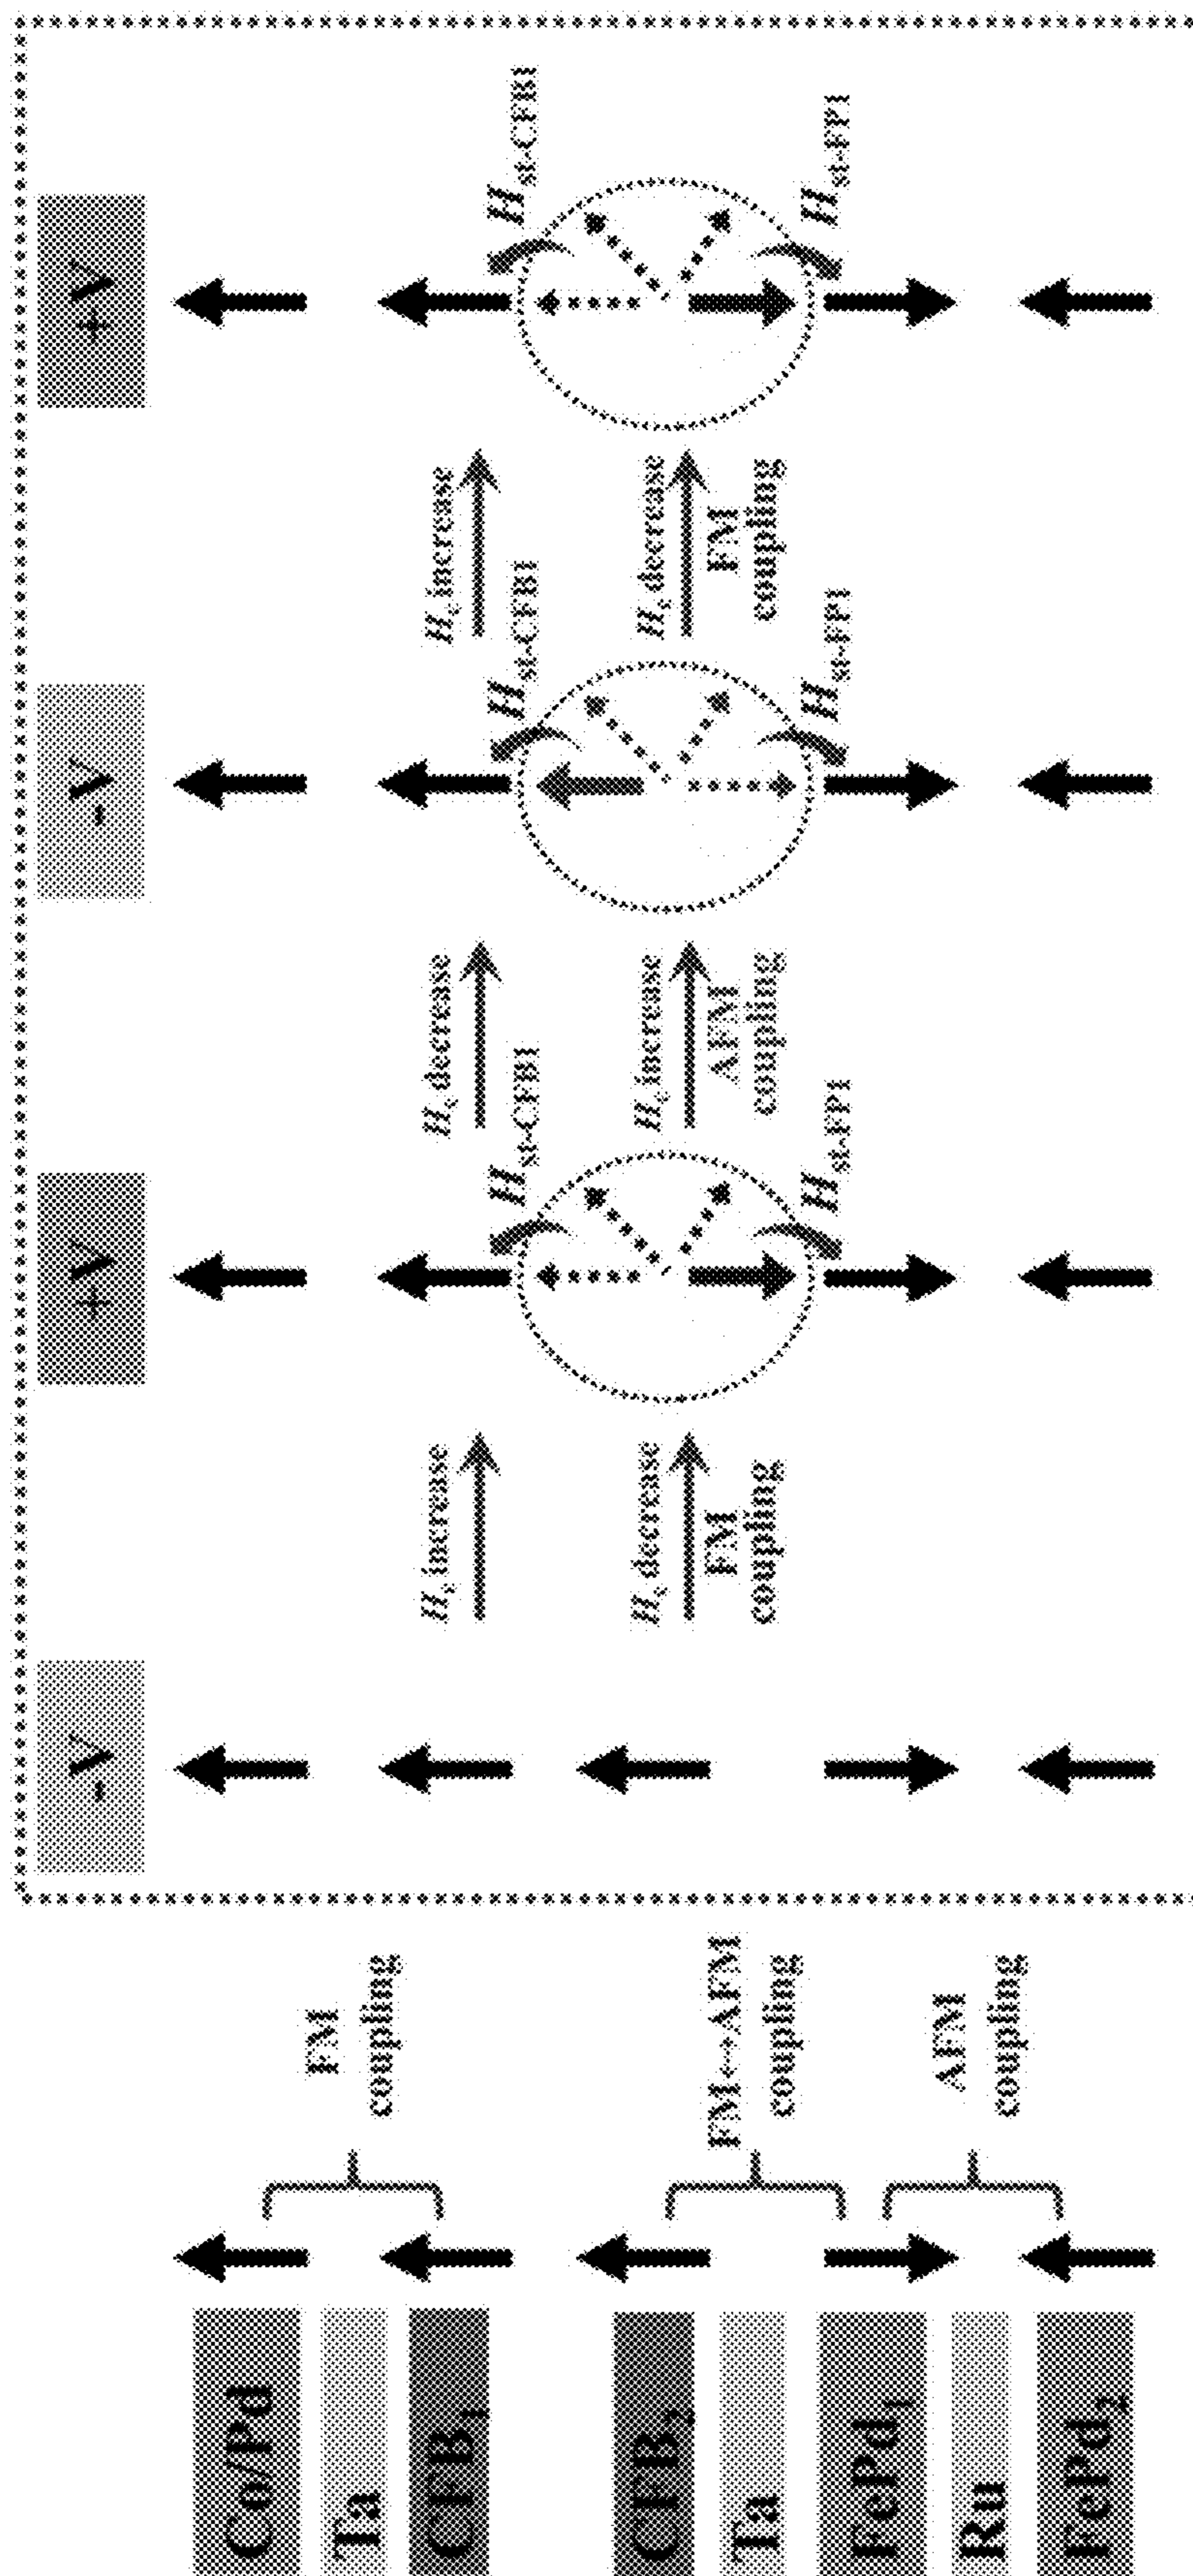 -V
+V
-V
+V
Co/Pd
Ta
CFB₁
CFB₂
Ta
FePd₁
Ru
FePd₂
FM
coupling
FM↔AFM
coupling
AFM
coupling
Hc increase
Hc decrease
FM
coupling
Hst-CFB1
Hst-FP1
Hc decrease
Hc increase
AFM
coupling
Hst-CFB1
Hst-FP1
Hc increase
Hc decrease
FM
coupling
Hst-CFB1
Hst-FP1